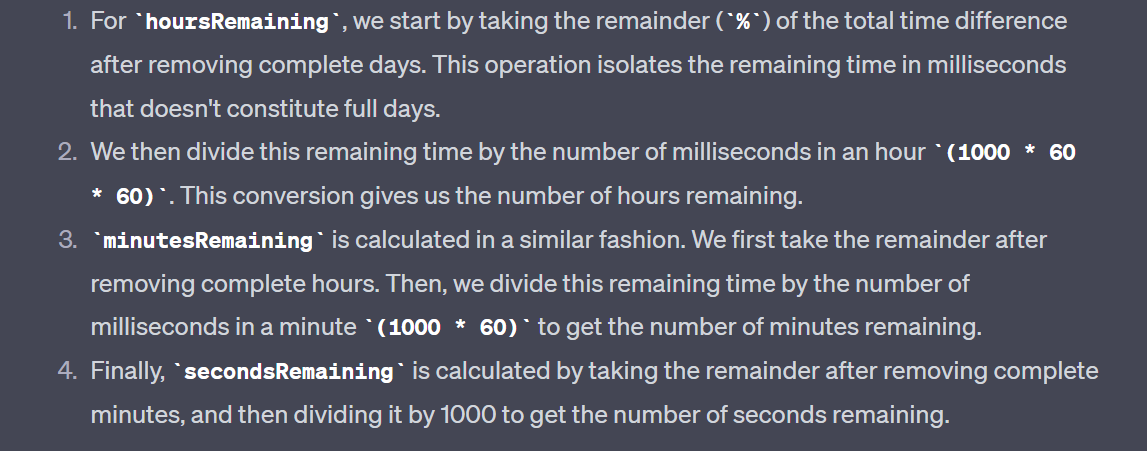 1. For `hoursRemaining`, we start by taking the remainder (`%`) of the total time difference
after removing complete days. This operation isolates the remaining time in milliseconds
that doesn't constitute full days.
2. We then divide this remaining time by the number of milliseconds in an hour `(1000 * 60
* 60)`. This conversion gives us the number of hours remaining.
3. `minutesRemaining` is calculated in a similar fashion. We first take the remainder after
removing complete hours. Then, we divide this remaining time by the number of
milliseconds in a minute `(1000 * 60)` to get the number of minutes remaining.
4. Finally, `secondsRemaining` is calculated by taking the remainder after removing complete
minutes, and then dividing it by 1000 to get the number of seconds remaining.